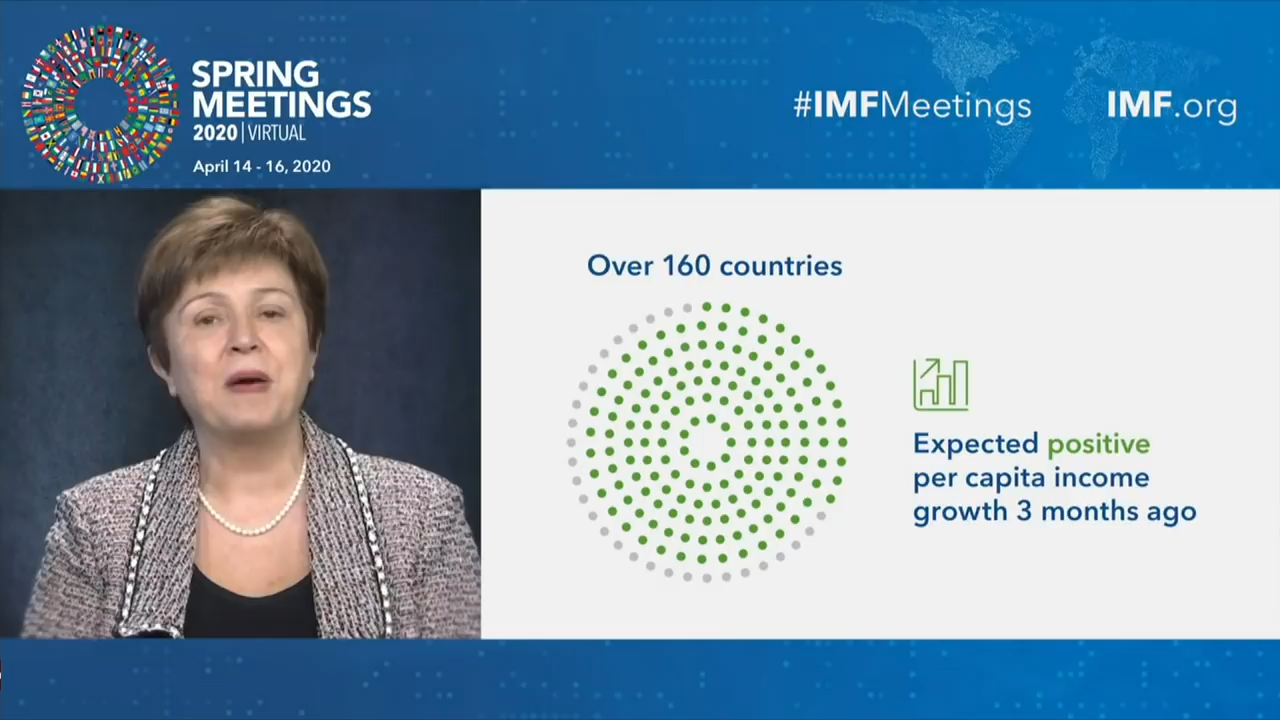 SPRING
MEETINGS
2020 | VIRTUAL
April 14 - 16, 2020
#IMFMeetings
IMF.org
Over 160 countries
Expected positive
per capita income
growth 3 months ago